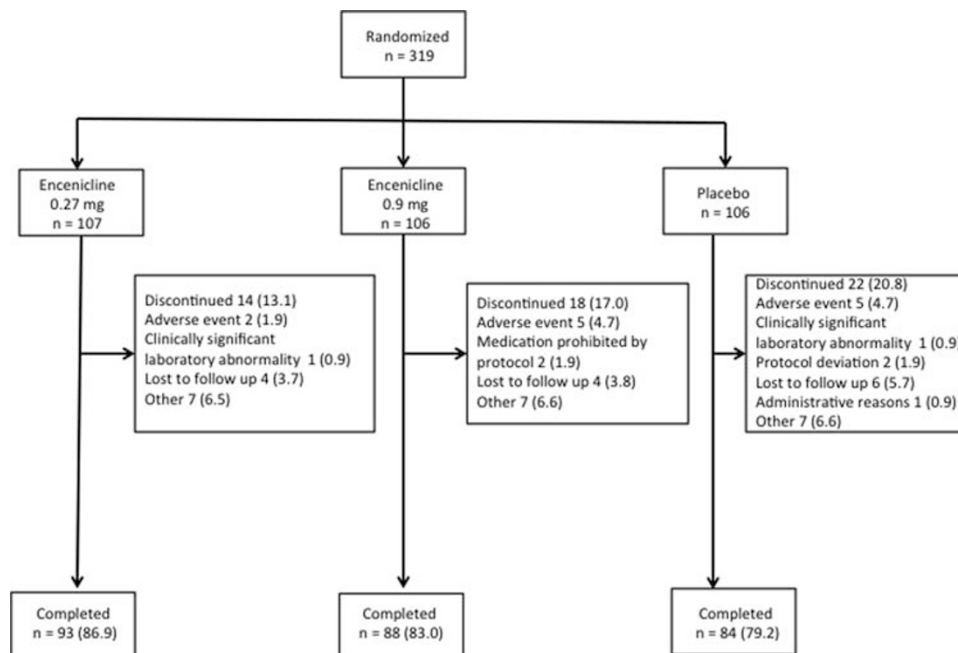 Randomized
n = 319
Encenicline
0.27 mg
n = 107
Encenicline
0.9 mg
n = 106
Placebo
n = 106
Discontinued 14 (13.1)
Adverse event 2 (1.9)
Clinically significant
laboratory abnormality 1 (0.9)
Lost to follow up 4 (3.7)
Other 7 (6.5)
Discontinued 18 (17.0)
Adverse event 5 (4.7)
Medication prohibited by
protocol 2 (1.9)
Lost to follow up 4 (3.8)
Other 7 (6.6)
Discontinued 22 (20.8)
Adverse event 5 (4.7)
Clinically significant
laboratory abnormality 1 (0.9)
Protocol deviation 2 (1.9)
Lost to follow up 6 (5.7)
Administrative reasons 1 (0.9)
Other 7 (6.6)
Completed
n = 93 (86.9)
Completed
n = 88 (83.0)
Completed
n = 84 (79.2)